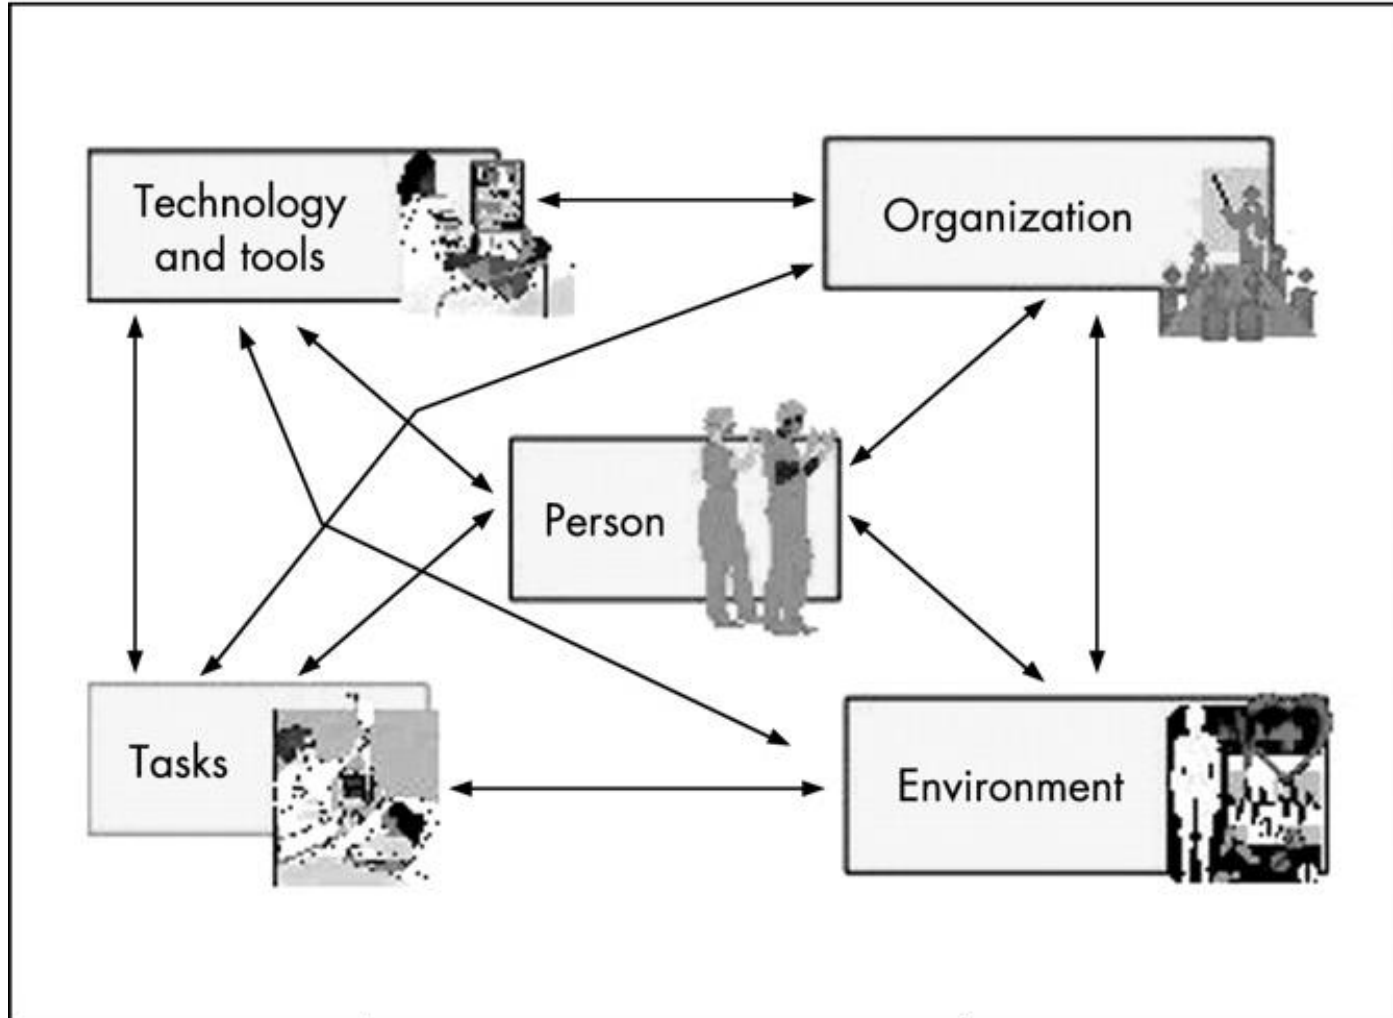 Technology
and tools
Organization
Person
Tasks
Environment